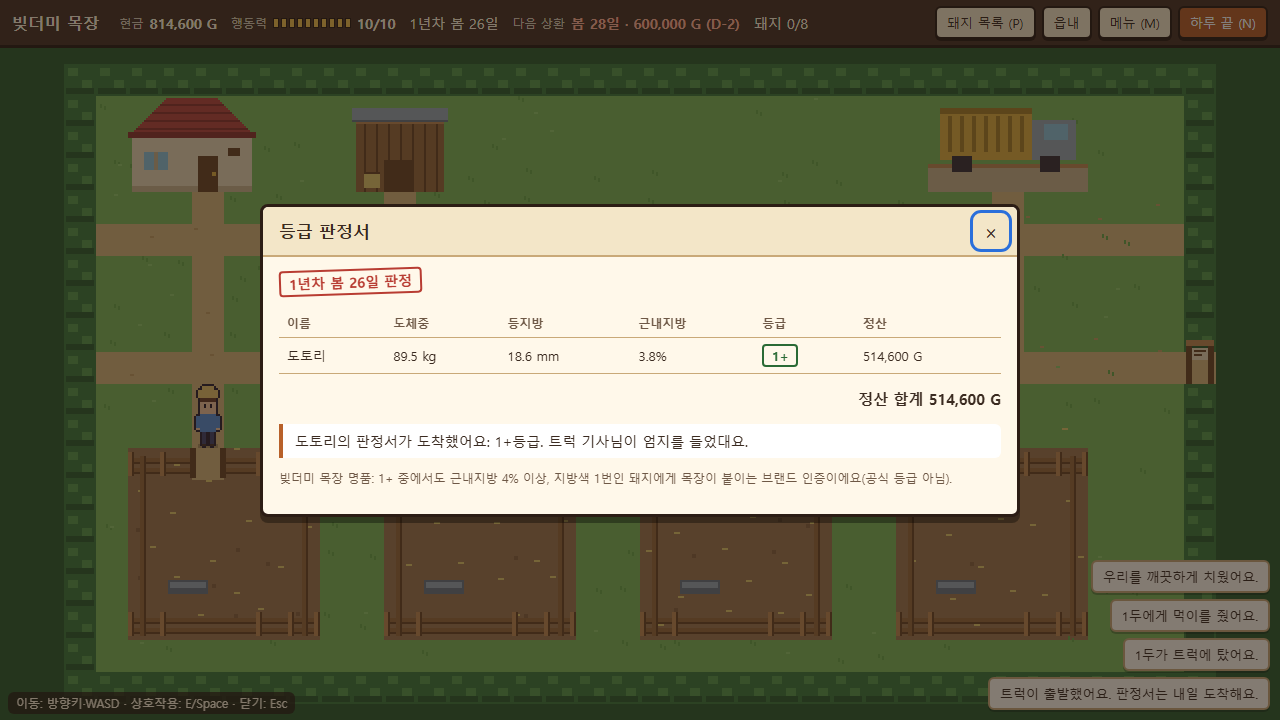 빚더미 목장 현금 814,600 G 행동력 10/10 1년차 봄 26일 다음 상환 봄 28일 · 600,000 G (D-2) 돼지 0/8 돼지 목록 (P) 읍내 메뉴 (M) 하루 끝 (N)
등급 판정서 ×
1년차 봄 26일 판정
이름 도체중 등지방 근내지방 등급 정산
도토리 89.5 kg 18.6 mm 3.8% 1+ 514,600 G
정산 합계 514,600 G
도토리의 판정서가 도착했어요: 1+등급. 트럭 기사님이 엄지를 들었대요.
빚더미 목장 명품: 1+ 중에서도 근내지방 4% 이상, 지방색 1번인 돼지에게 목장이 붙이는 브랜드 인증이에요(공식 등급 아님).
우리를 깨끗하게 치웠어요.
1두에게 먹이를 줬어요.
1두가 트럭에 탔어요.
트럭이 출발했어요. 판정서는 내일 도착해요.
이동: 방향키·WASD · 상호작용: E/Space · 닫기: Esc